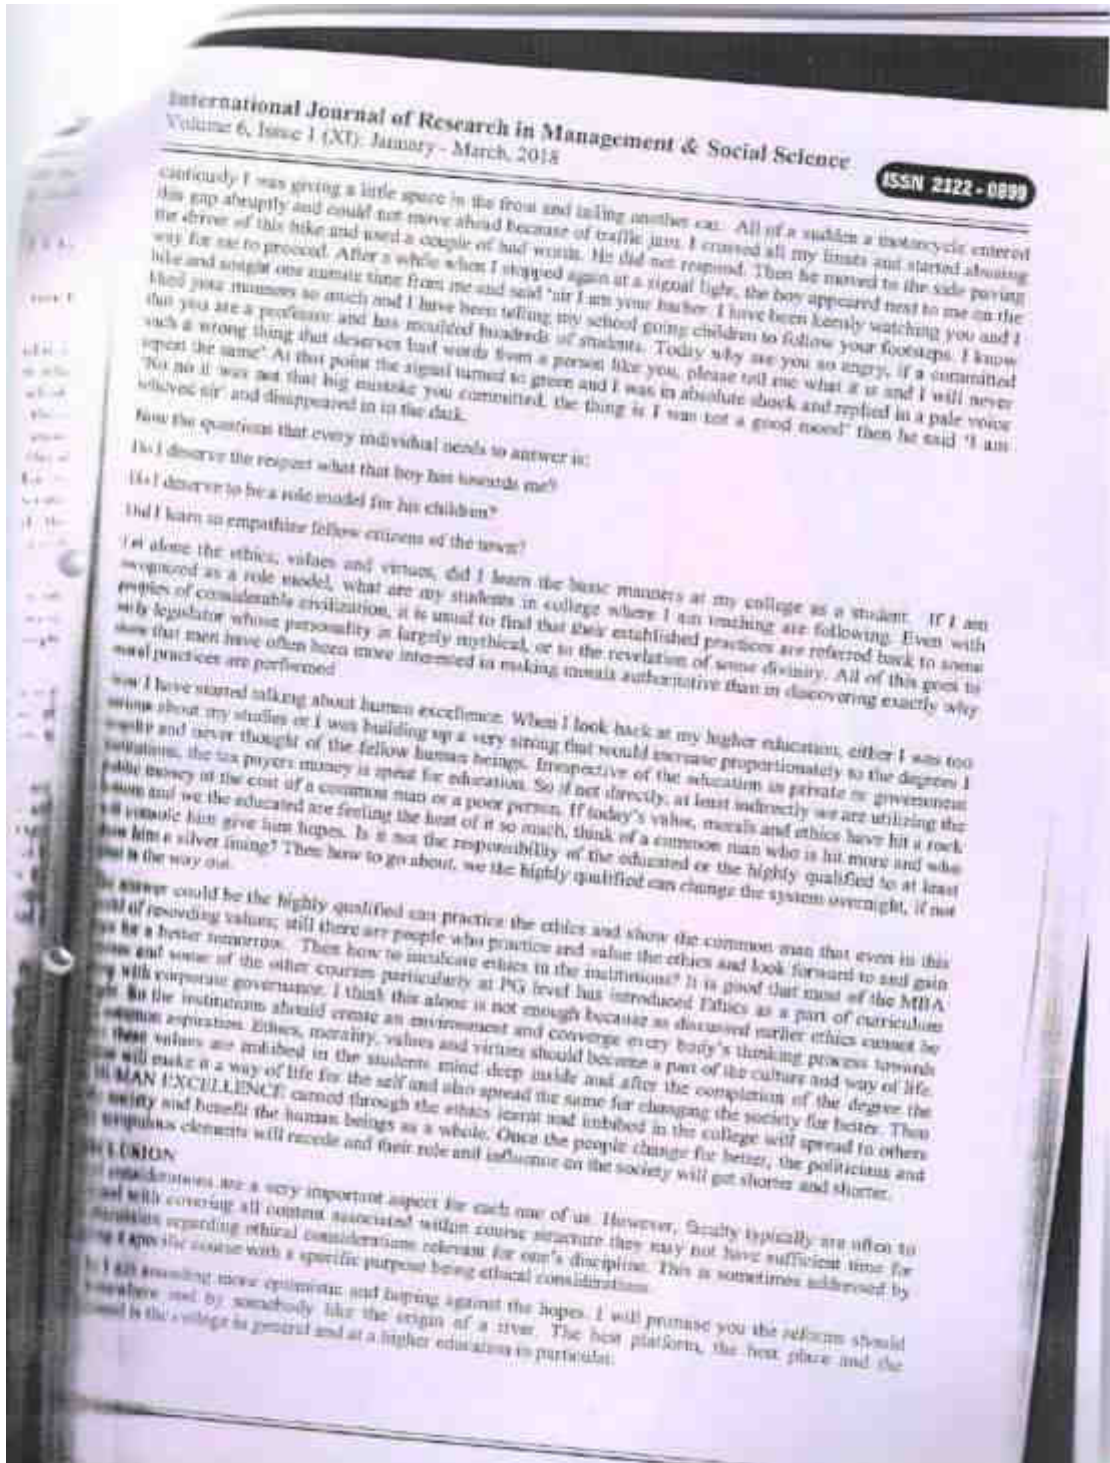 International Journal of Research in Management & Social Science
Volume 6, Issue 1 (XI): January - March, 2018
ISSN 2322 - 0899
cautiously I was giving a little space in the front and tailing another car. All of a sudden a motorcycle entered
this gap abruptly and could not move ahead because of traffic jam. I crossed all my limits and started abusing
the driver of this bike and used a couple of bad words. He did not respond. Then he moved to the side paving
way for me to proceed. After a while when I stopped again at a signal light, the boy appeared next to me on the
bike and sought one minute time from me and said 'sir I am your barber. I have been keenly watching you and I
liked your manners so much and I have been telling my school going children to follow your footsteps. I know
that you are a professor and has moulded hundreds of students. Today why are you so angry, if a committed
such a wrong thing that deserves bad words from a person like you, please tell me what it is and I will never
repeat the same' At that point the signal turned to green and I was in absolute shock and replied in a pale voice
'No no it was not that big mistake you committed, the thing is I was not a good mood' then he said 'I am
relieved sir' and disappeared in in the dark.
Now the questions that every individual needs to answer is:
Do I deserve the respect what that boy has towards me?
Do I deserve to be a role model for his children?
Did I learn to empathize fellow citizens of the town?
Let alone the ethics, values and virtues, did I learn the basic manners at my college as a student. If I am
recognized as a role model, what are my students in college where I am teaching are following. Even with
peoples of considerable civilization, it is usual to find that their established practices are referred back to some
early legislator whose personality is largely mythical, or to the revelation of some divinity. All of this goes to
show that men have often been more interested in making morals authoritative than in discovering exactly why
moral practices are performed
Now I have started talking about human excellence. When I look back at my higher education, either I was too
serious about my studies or I was building up a very strong that would increase proportionately to the degrees I
and never thought of the fellow human beings. Irrespective of the education in private or government
institutions, the tax payers money is spent for education. So if not directly, at least indirectly we are utilizing the
public money at the cost of a common man or a poor person. If today's value, morals and ethics have hit a rock
bottom and we the educated are feeling the heat of it so much, think of a common man who is hit more and who
will console him give him hopes. Is it not the responsibility of the educated or the highly qualified to at least
show him a silver lining? Then how to go about, we the highly qualified can change the system overnight, if not
what is the way out.
The answer could be the highly qualified can practice the ethics and show the common man that even in this
world of receding values; still there are people who practice and value the ethics and look forward to and gain
for a better tomorrow. Then how to inculcate ethics in the institutions? It is good that most of the MBA
and some of the other courses particularly at PG level has introduced Ethics as a part of curriculum
with corporate governance. I think this alone is not enough because as discussed earlier ethics cannot be
the institutions should create an environment and converge every body's thinking process towards
common aspiration. Ethics, morality, values and virtues should become a part of the culture and way of life.
these values are imbibed in the students mind deep inside and after the completion of the degree the
will make it a way of life for the self and also spread the same for changing the society for better. Then
MAN EXCELLENCE earned through the ethics learnt and imbibed in the college will spread to others
society and benefit the human beings as a whole. Once the people change for better, the politicians and
elements will recede and their role and influence on the society will get shorter and shorter.
LUSION
considerations are a very important aspect for each one of us. However, faculty typically are often to
with covering all content associated within course structure they may not have sufficient time for
regarding ethical considerations relevant for one's discipline. This is sometimes addressed by
a specific course with a specific purpose being ethical considerations.
I am sounding more optimistic and hoping against the hopes. I will promise you the reforms should
and by somebody like the origin of a river. The best platform, the best place and the
is the college in general and at a higher education in particular.